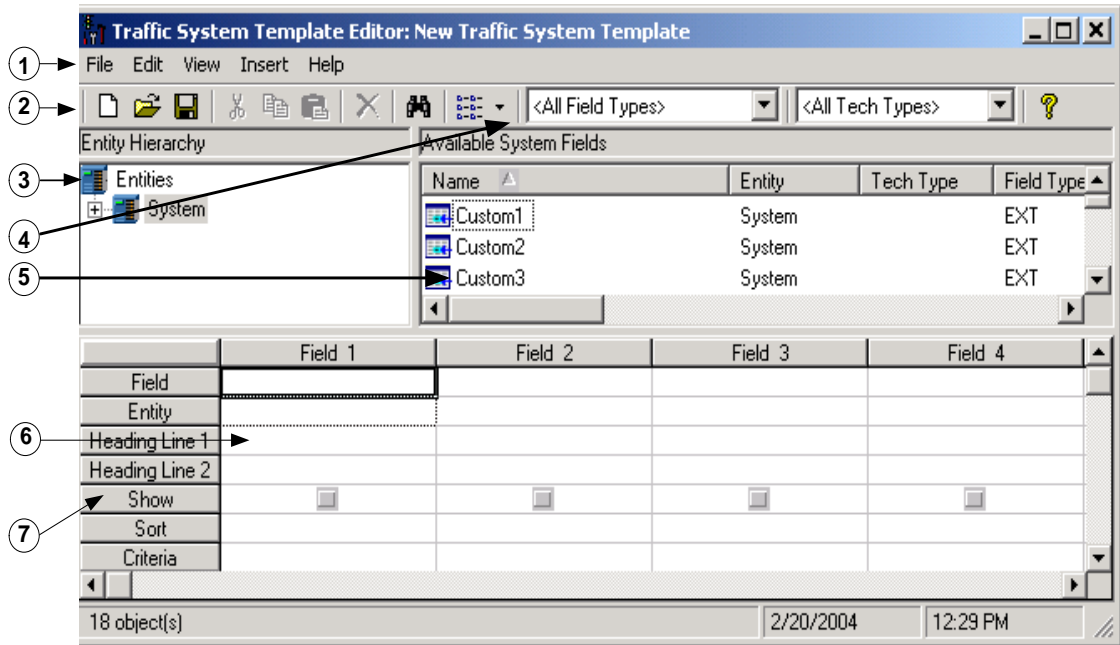 Traffic System Template Editor: New Traffic System Template
1
File Edit View Insert Help
2
<All Field Types> <All Tech Types>
Entity Hierarchy
Available System Fields
3
Entities
System
4
5
Name Entity Tech Type Field Type
Custom1 System EXT
Custom2 System EXT
Custom3 System EXT
Field 1 Field 2 Field 3 Field 4
Field
Entity
6
Heading Line 1
Heading Line 2
7
Show
Sort
Criteria
18 object(s) 2/20/2004 12:29 PM